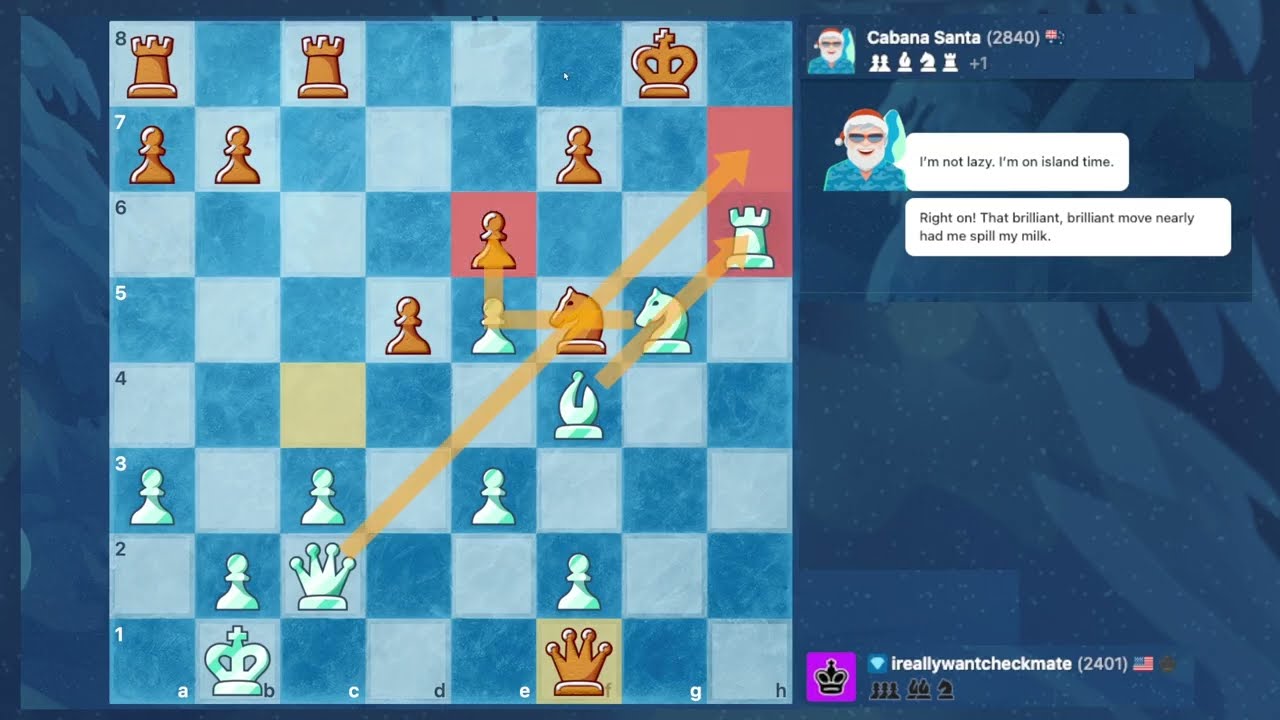 8
7
6
5
4
3
2
1
a
b
c
d
e
f
g
h
Cabana Santa (2840)
+1
I'm not lazy. I'm on island time.
Right on! That brilliant, brilliant move nearly
had me spill my milk.
ireallywantcheckmate (2401)